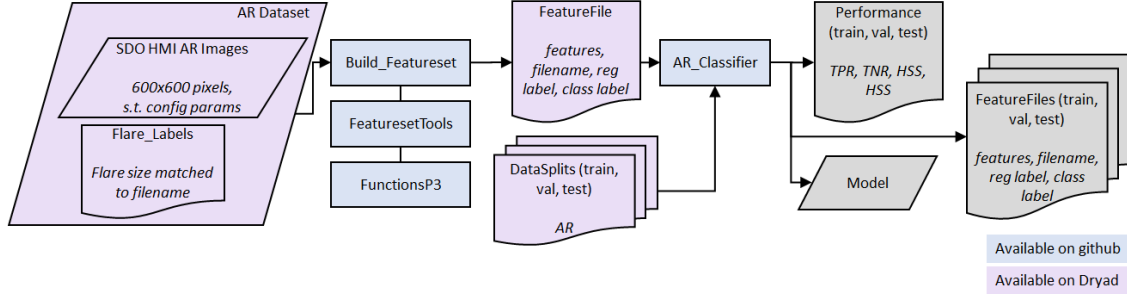 AR Dataset
SDO HMI AR Images
600x600 pixels,
s.t. config params
Flare_Labels
Flare size matched
to filename
Build_Featureset
FeaturesetTools
FunctionsP3
FeatureFile
features,
filename, reg
label, class label
DataSplits (train,
val, test)
AR
AR_Classifier
Performance
(train, val, test)
TPR, TNR, HSS,
HSS
Model
FeatureFiles (train,
val, test)
features, filename,
reg label, class
label
Available on github
Available on Dryad